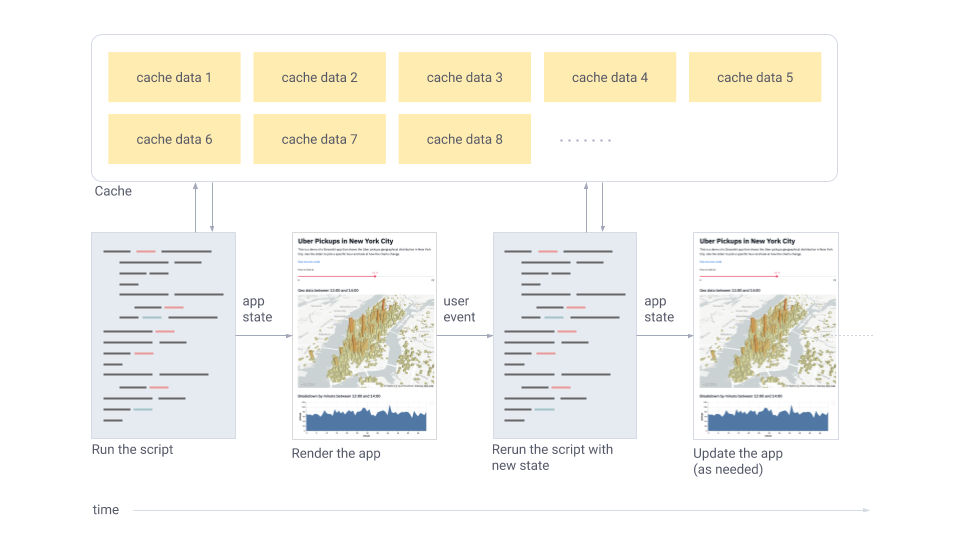 cache data 1
cache data 2
cache data 3
cache data 4
cache data 5
cache data 6
cache data 7
cache data 8
.......
Cache
app
state
user
event
app
state
Uber Pickups in New York City
Geo data between 12:00 and 14:00
Breakdown by minute between 12:00 and 14:00
Uber Pickups in New York City
Geo data between 12:00 and 14:00
Breakdown by minute between 12:00 and 14:00
Run the script
Render the app
Rerun the script with
new state
Update the app
(as needed)
time